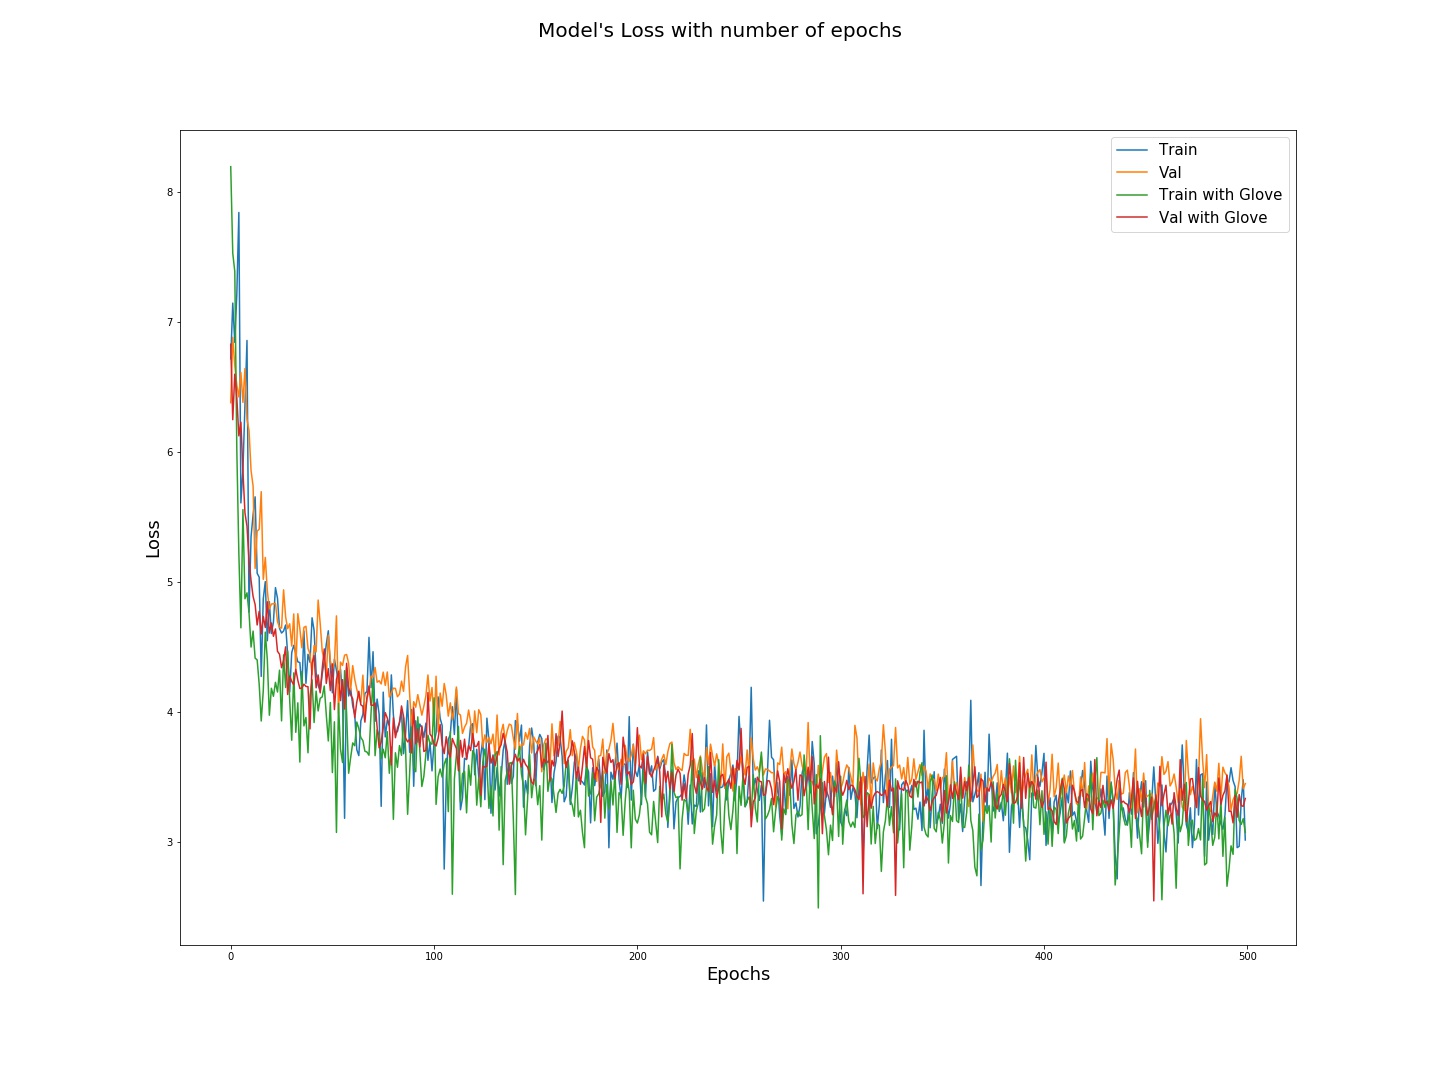 Model's Loss with number of epochs
Train
Val
Train with Glove
Val with Glove
8
7
6
5
4
3
Loss
0 100 200 300 400 500
Epochs